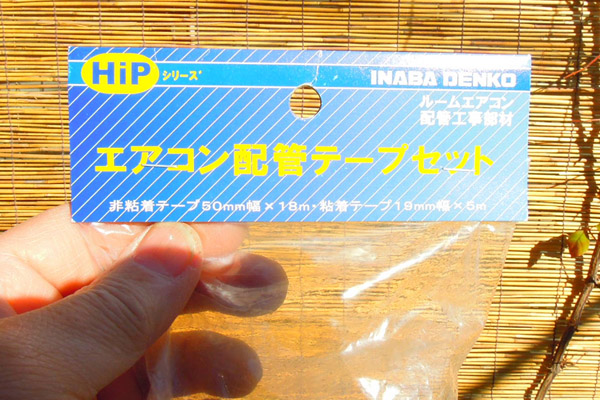 HiP シリーズ
INABA DENKO
ルームエアコン
配管工事部材
エアコン配管テープセット
非粘着テープ50mm幅×18m・粘着テープ19mm幅×5m